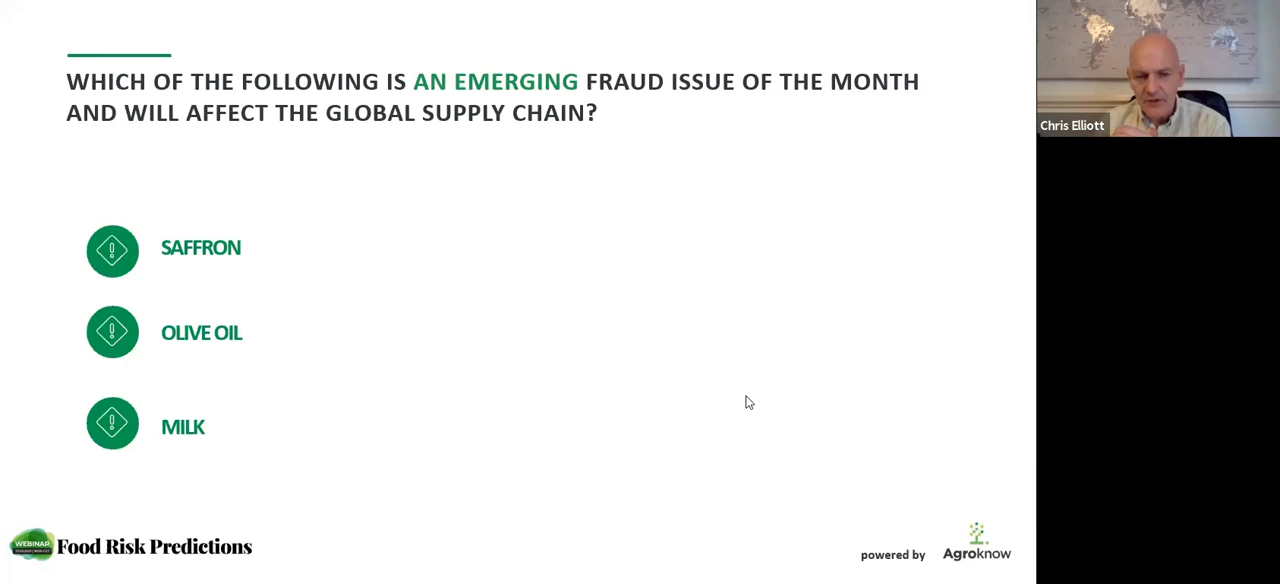 WHICH OF THE FOLLOWING IS AN EMERGING FRAUD ISSUE OF THE MONTH
AND WILL AFFECT THE GLOBAL SUPPLY CHAIN?
Chris Elliott
SAFFRON
OLIVE OIL
MILK
WEBINAR
Food Risk Predictions
powered by
Agroknow